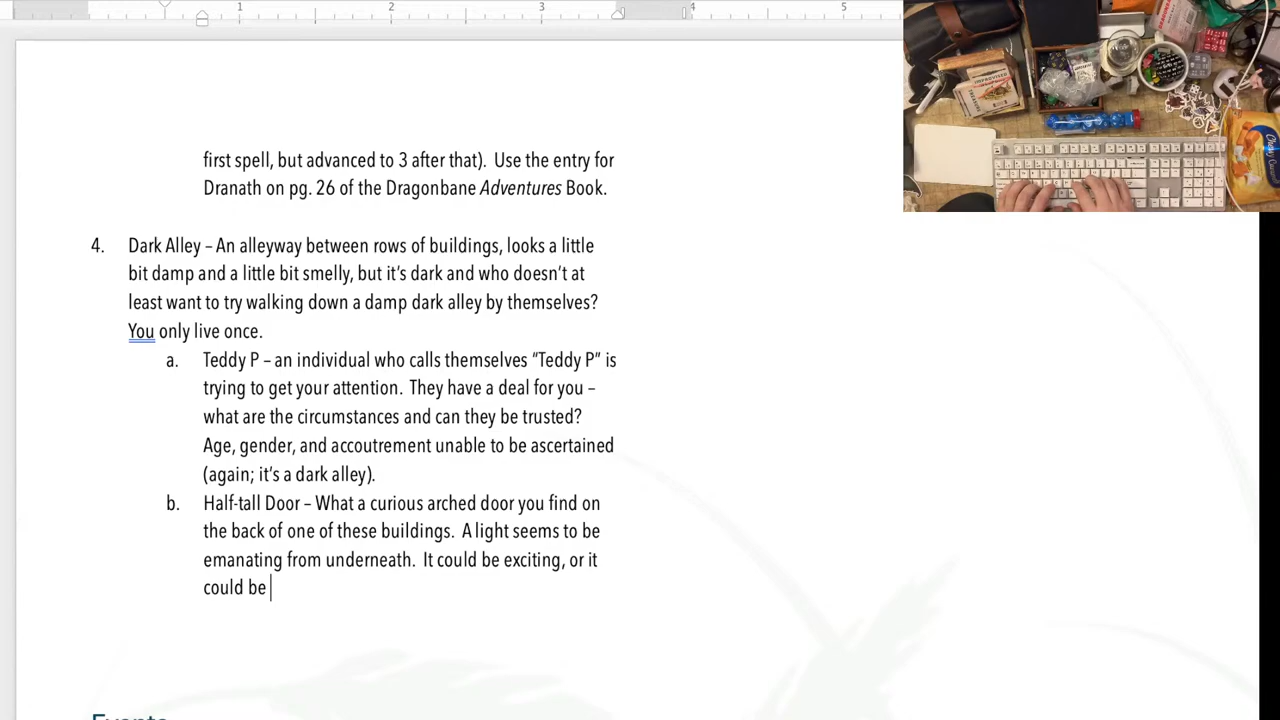 1 2 3 4 5
first spell, but advanced to 3 after that). Use the entry for
Dranath on pg. 26 of the Dragonbane Adventures Book.
4. Dark Alley – An alleyway between rows of buildings, looks a little
bit damp and a little bit smelly, but it's dark and who doesn't at
least want to try walking down a damp dark alley by themselves?
You only live once.
a. Teddy P – an individual who calls themselves “Teddy P” is
trying to get your attention. They have a deal for you –
what are the circumstances and can they be trusted?
Age, gender, and accoutrement unable to be ascertained
(again; it's a dark alley).
b. Half-tall Door – What a curious arched door you find on
the back of one of these buildings. A light seems to be
emanating from underneath. It could be exciting, or it
could be
Events